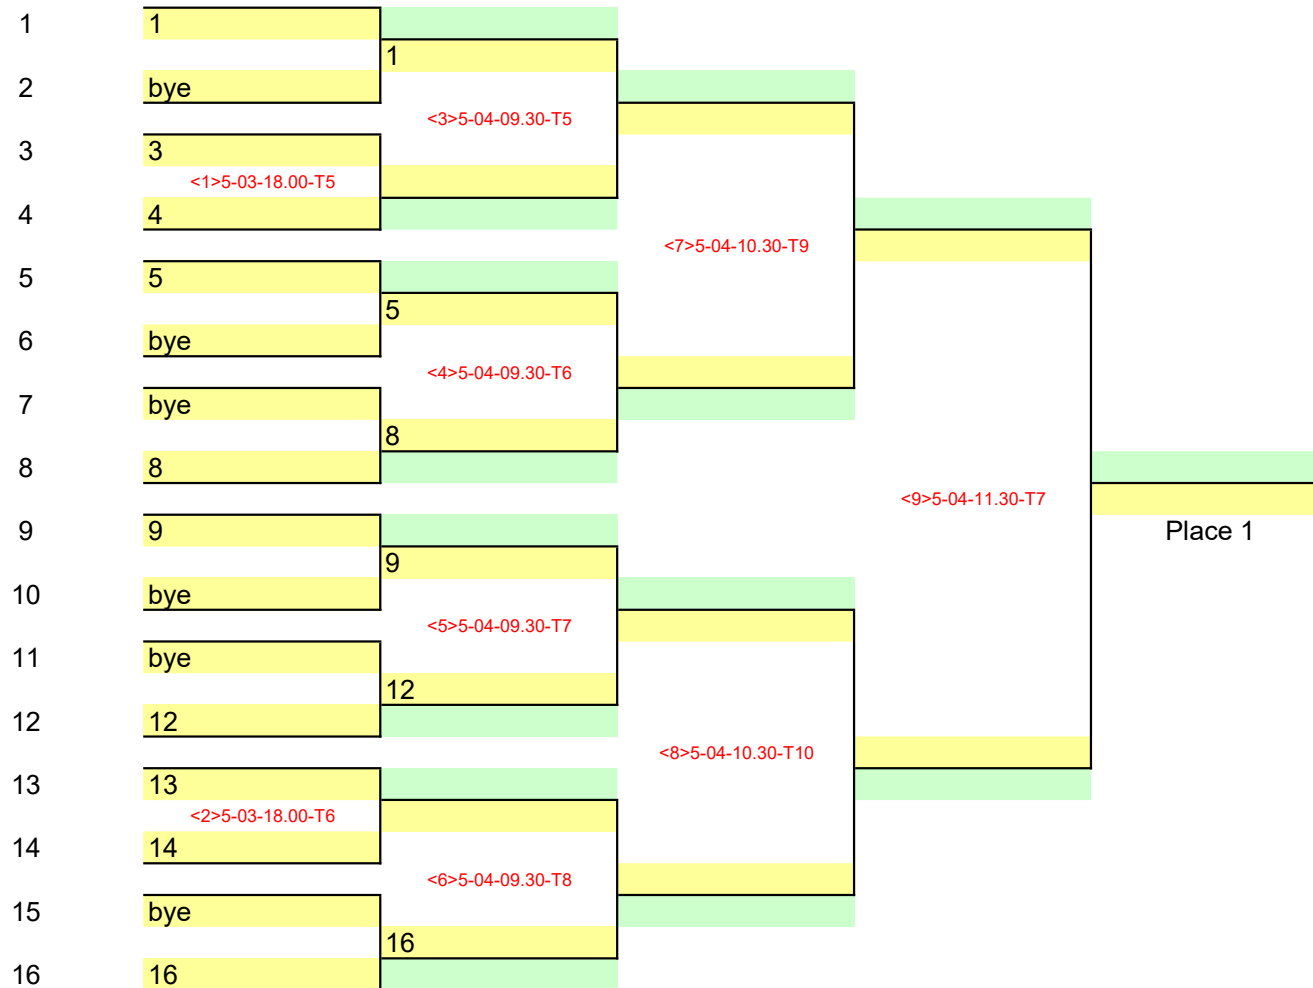 1 1
1
2 bye
<3>5-04-09.30-T5
3 3
<1>5-03-18.00-T5
4 4
<7>5-04-10.30-T9
5 5
5
6 bye
<4>5-04-09.30-T6
7 bye
8
8 8
<9>5-04-11.30-T7
9 9
Place 1
9
10 bye
<5>5-04-09.30-T7
11 bye
12
12 12
<8>5-04-10.30-T10
13 13
<2>5-03-18.00-T6
14 14
<6>5-04-09.30-T8
15 bye
16
16 16